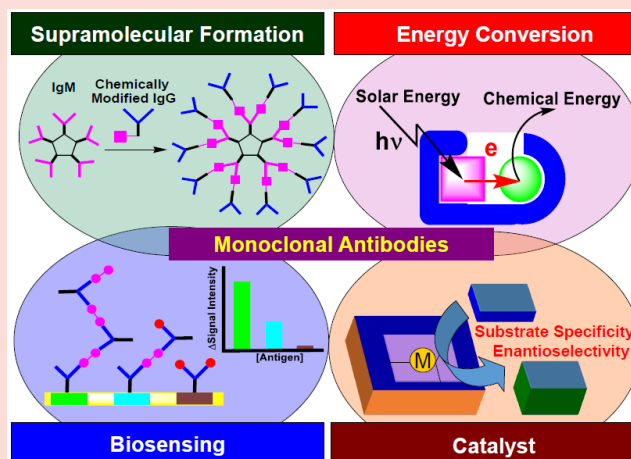 Supramolecular Formation
Energy Conversion
IgM
Chemically
Modified IgG
Solar Energy
Chemical Energy
hν
e
Monoclonal Antibodies
ΔSignal Intensity
[Antigen]
M
Substrate Specificity
Enantioselectivity
Biosensing
Catalyst